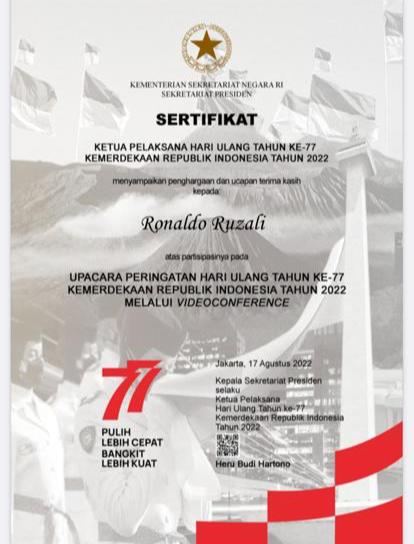 KEMENTERIAN SEKRETARIAT NEGARA RI
SEKRETARIAT PRESIDEN
SERTIFIKAT
KETUA PELAKSANA HARI ULANG TAHUN KE-77
KEMERDEKAAN REPUBLIK INDONESIA TAHUN 2022
menyampaikan penghargaan dan ucapan terima kasih
kepada:
Ronaldo Ruzali
atas partisipasinya pada
UPACARA PERINGATAN HARI ULANG TAHUN KE-77
KEMERDEKAAN REPUBLIK INDONESIA TAHUN 2022
MELALUI VIDEOCONFERENCE
77
PULIH
LEBIH CEPAT
BANGKIT
LEBIH KUAT
Jakarta, 17 Agustus 2022
Kepala Sekretariat Presiden
selaku
Ketua Pelaksana
Hari Ulang Tahun ke-77
Kemerdekaan Republik Indonesia
Tahun 2022
Heru Budi Hartono